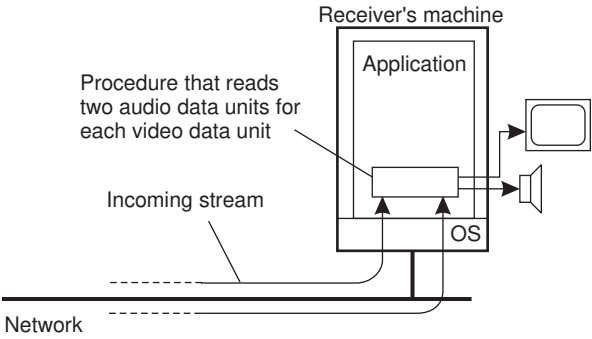 Receiver's machine
Application
Procedure that reads
two audio data units for
each video data unit
Incoming stream
OS
Network